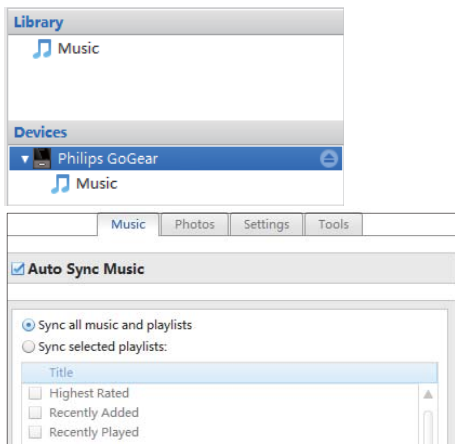 Library
Music
Devices
Philips GoGear
Music
Music Photos Settings Tools
Auto Sync Music
Sync all music and playlists
Sync selected playlists:
Title
Highest Rated
Recently Added
Recently Played